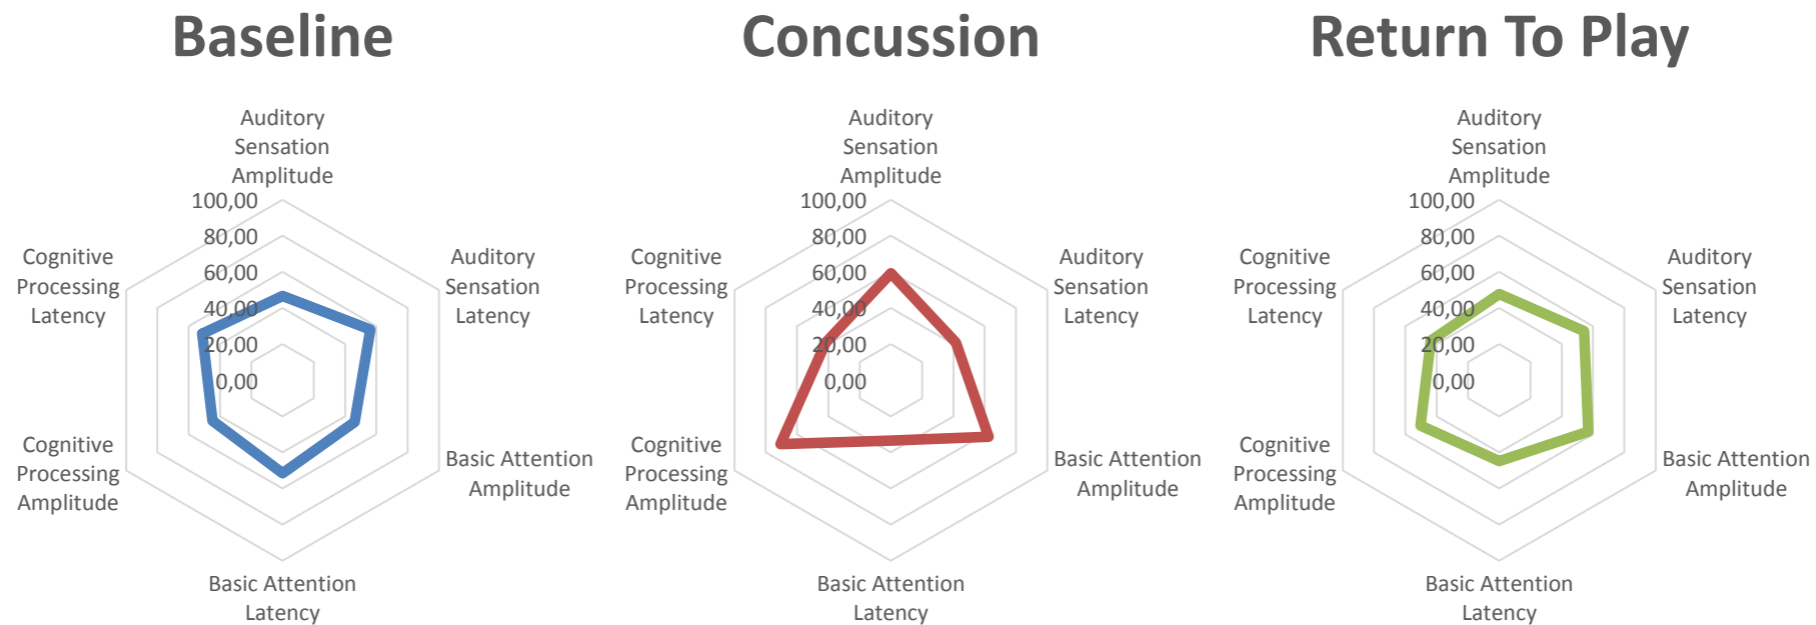 Baseline
Auditory
Sensation
Amplitude
100,00
80,00
60,00
40,00
20,00
0,00
Auditory
Sensation
Latency
Basic Attention
Amplitude
Basic Attention
Latency
Cognitive
Processing
Amplitude
Cognitive
Processing
Latency
Concussion
Auditory
Sensation
Amplitude
100,00
80,00
60,00
40,00
20,00
0,00
Auditory
Sensation
Latency
Basic Attention
Amplitude
Basic Attention
Latency
Cognitive
Processing
Amplitude
Cognitive
Processing
Latency
Return To Play
Auditory
Sensation
Amplitude
100,00
80,00
60,00
40,00
20,00
0,00
Auditory
Sensation
Latency
Basic Attention
Amplitude
Basic Attention
Latency
Cognitive
Processing
Amplitude
Cognitive
Processing
Latency